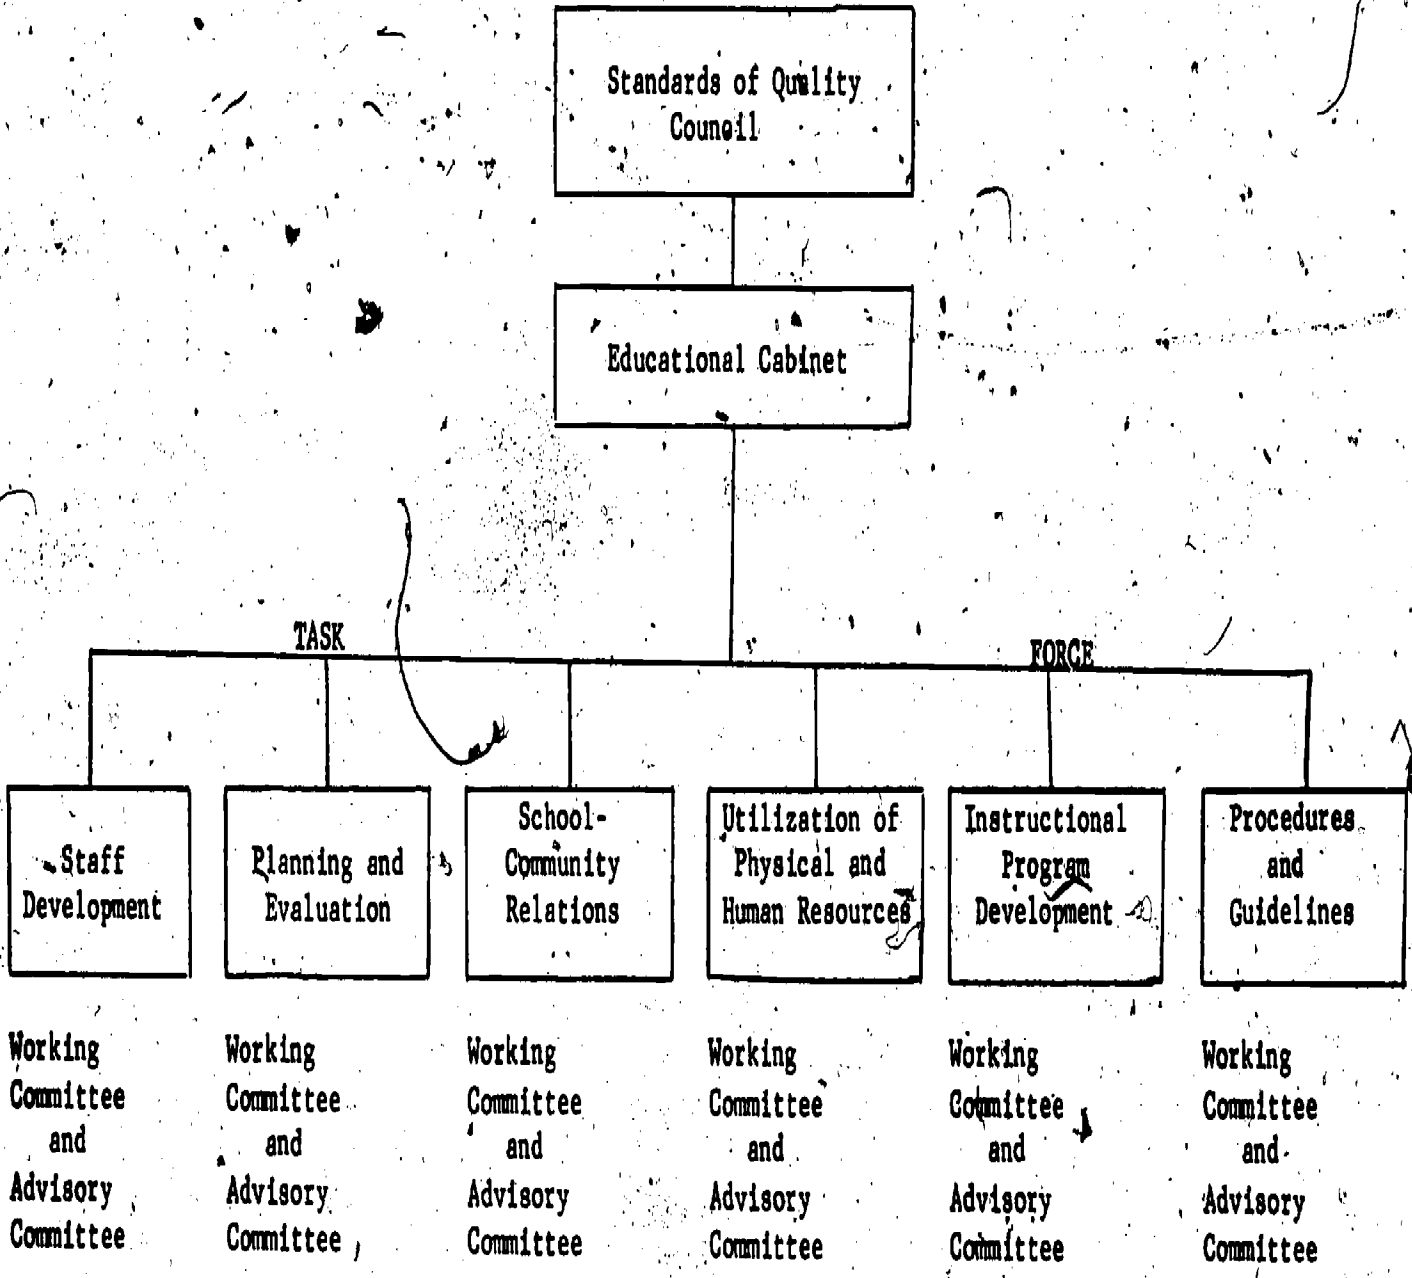 Standards of Quality
Council
Educational Cabinet
TASK
FORCE
Staff
Development
Planning and
Evaluation
School-
Community
Relations
Utilization of
Physical and
Human Resources
Instructional
Program
Development
Procedures
and
Guidelines
Working
Committee
and
Advisory
Committee
Working
Committee
and
Advisory
Committee
Working
Committee
and
Advisory
Committee
Working
Committee
and
Advisory
Committee
Working
Committee
and
Advisory
Committee
Working
Committee
and
Advisory
Committee